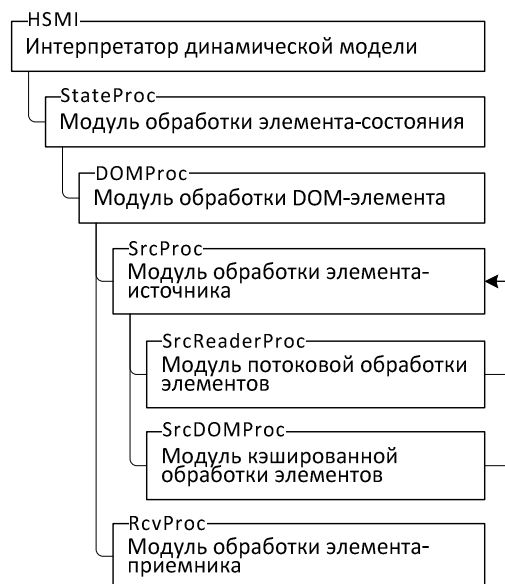 HSMI
Интерпретатор динамической модели
StateProc
Модуль обработки элемента-состояния
DOMProc
Модуль обработки DOM-элемента
SrcProc
Модуль обработки элемента-
источника
SrcReaderProc
Модуль потоковой обработки
элементов
SrcDOMProc
Модуль кэшированной
обработки элементов
RcvProc
Модуль обработки элемента-
приемника